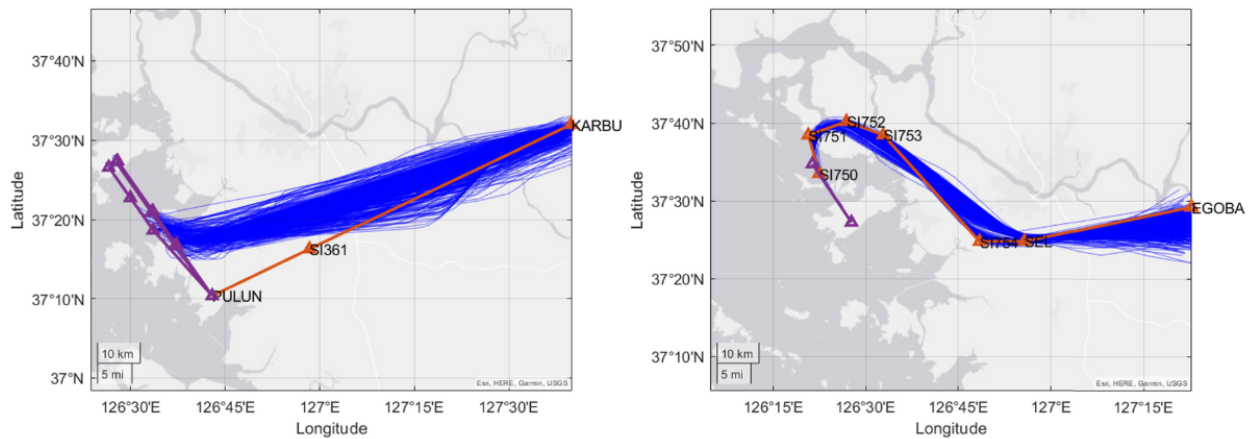 37°40'N
37°30'N
37°20'N
37°10'N
37°N
Latitude
KARBU
SI361
PULUN
10 km
5 mi
Esri, HERE, Garmin, USGS
126°30'E 126°45'E 127°E 127°15'E 127°30'E
Longitude
37°50'N
37°40'N
37°30'N
37°20'N
37°10'N
Latitude
SI752
SI751
SI753
SI750
EGOBA
SI754
SEL
10 km
5 mi
Esri, HERE, Garmin, USGS
126°15'E 126°30'E 126°45'E 127°E 127°15'E
Longitude